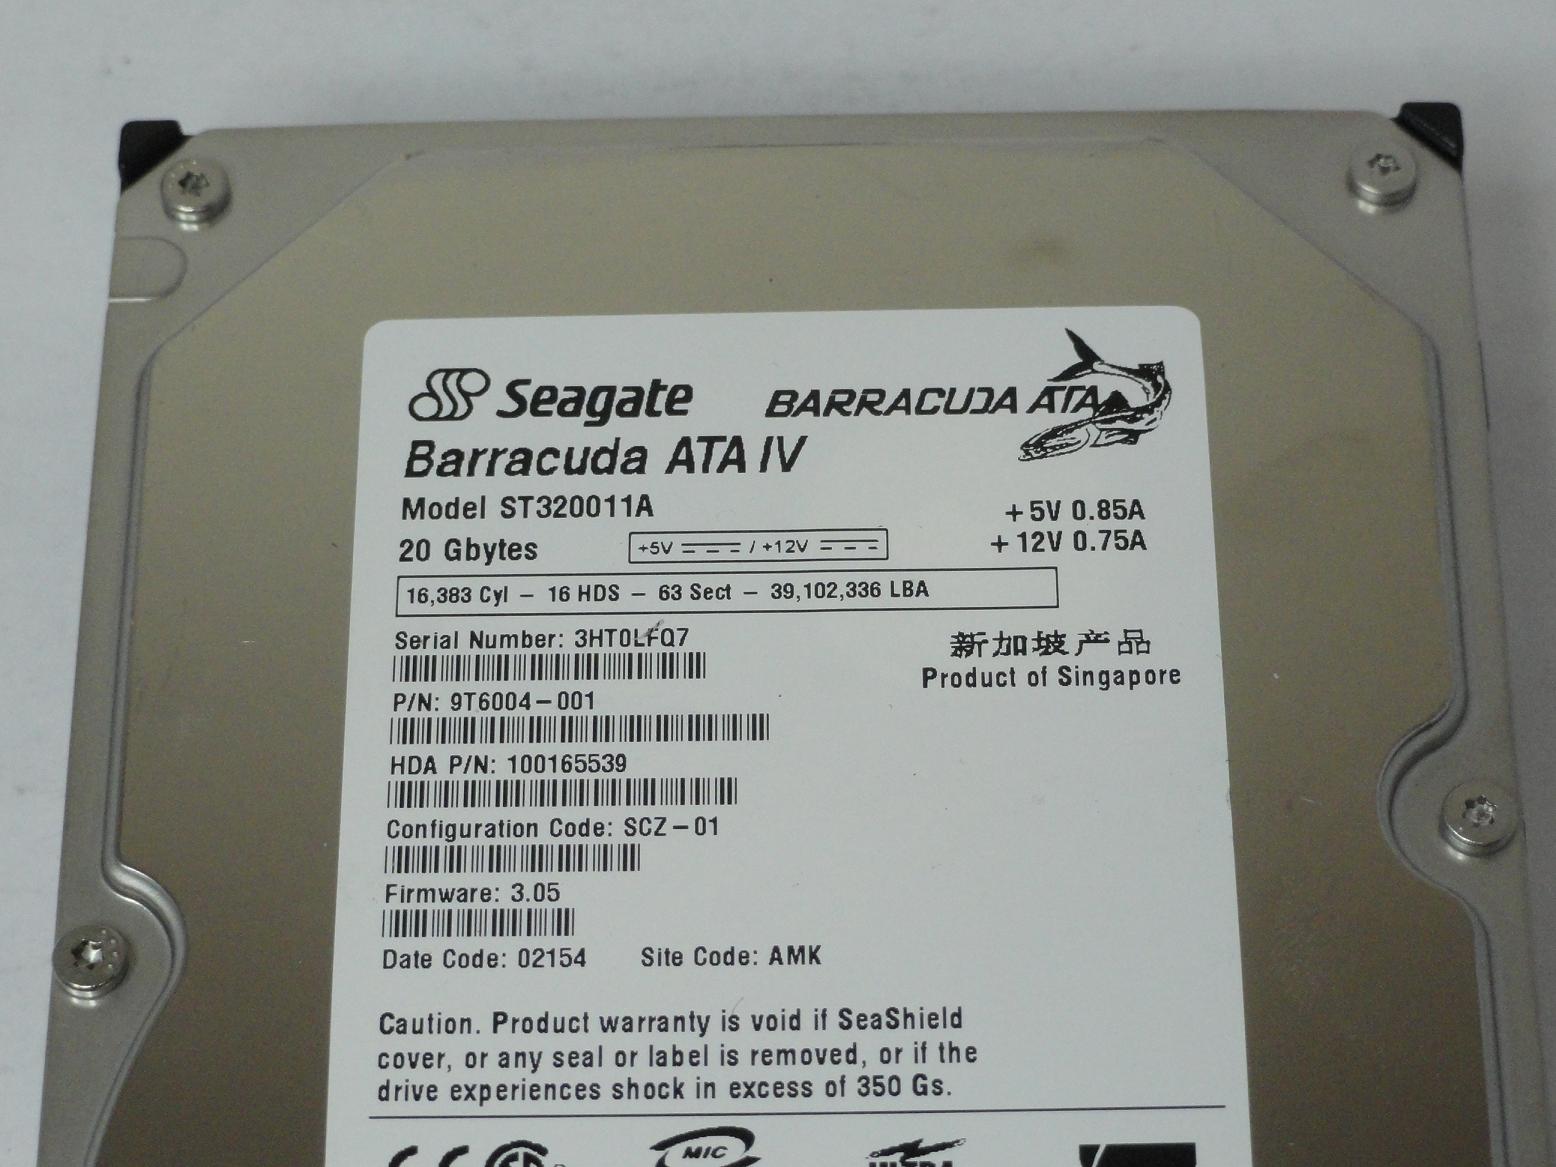 Seagate BARRACUDA ATA
Barracuda ATA IV
Model ST320011A
+5V 0.85A
20 Gbytes
+5V / +12V
+12V 0.75A
16,383 Cyl – 16 HDS – 63 Sect – 39,102,336 LBA
Serial Number: 3HT0LFQ7
新加坡产品
Product of Singapore
P/N: 9T6004–001
HDA P/N: 100165539
Configuration Code: SCZ–01
Firmware: 3.05
Date Code: 02154 Site Code: AMK
Caution. Product warranty is void if SeaShield
cover, or any seal or label is removed, or if the
drive experiences shock in excess of 350 Gs.
MIC